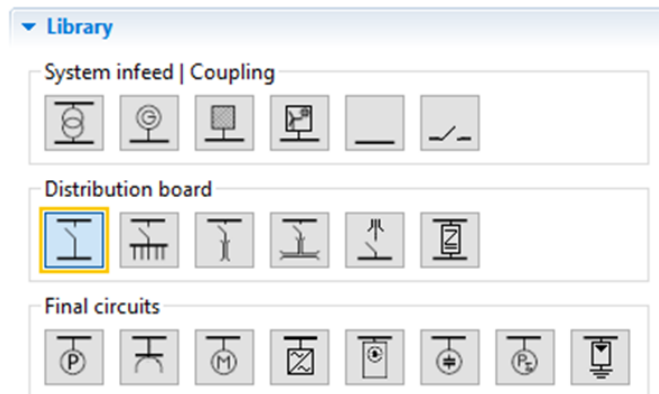 Library
System infeed | Coupling
G
Distribution board
Z
Final circuits
P
M